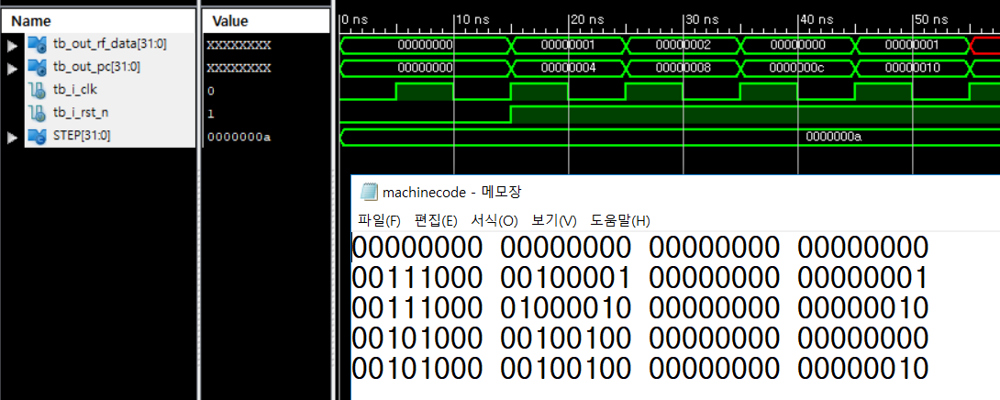 Name Value
tb_out_rf_data[31:0] XXXXXXXX
tb_out_pc[31:0] XXXXXXXX
tb_i_clk 0
tb_i_rst_n 1
STEP[31:0] 0000000a
0 ns 10 ns 20 ns 30 ns 40 ns 50 ns
00000000 00000001 00000002 00000000 00000001
00000000 00000004 00000008 0000000c 00000010
0000000a
machinecode - 메모장
파일(F) 편집(E) 서식(O) 보기(V) 도움말(H)
00000000 00000000 00000000 00000000
00111000 00100001 00000000 00000001
00111000 01000010 00000000 00000010
00101000 00100100 00000000 00000000
00101000 00100100 00000000 00000010